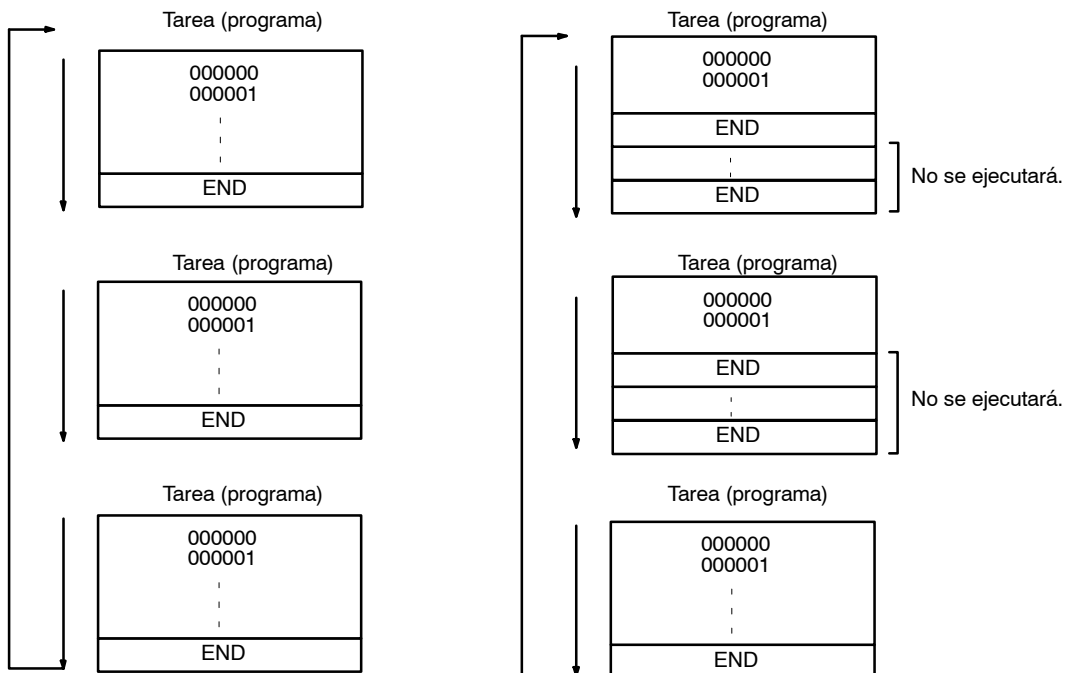 Tarea (programa)
000000
000001
END
Tarea (programa)
000000
000001
END
Tarea (programa)
000000
000001
END
Tarea (programa)
000000
000001
END
END
No se ejecutará.
Tarea (programa)
000000
000001
END
END
No se ejecutará.
Tarea (programa)
000000
000001
END